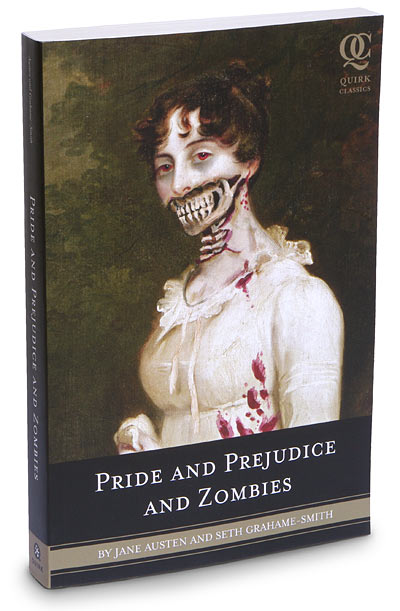 QC
QUIRK
CLASSICS
PRIDE AND PREJUDICE
AND ZOMBIES
BY JANE AUSTEN AND SETH GRAHAME-SMITH
PRIDE AND PREJUDICE AND ZOMBIES
QUIRK